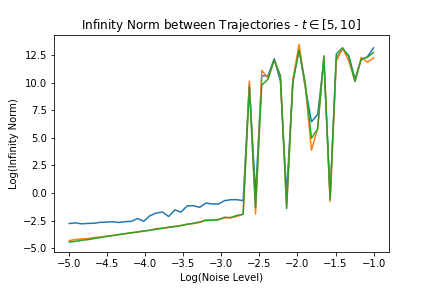 Infinity Norm between Trajectories - t ∈ [5, 10]
12.5
10.0
7.5
5.0
2.5
0.0
−2.5
−5.0
Log(Infinity Norm)
−5.0 −4.5 −4.0 −3.5 −3.0 −2.5 −2.0 −1.5 −1.0
Log(Noise Level)